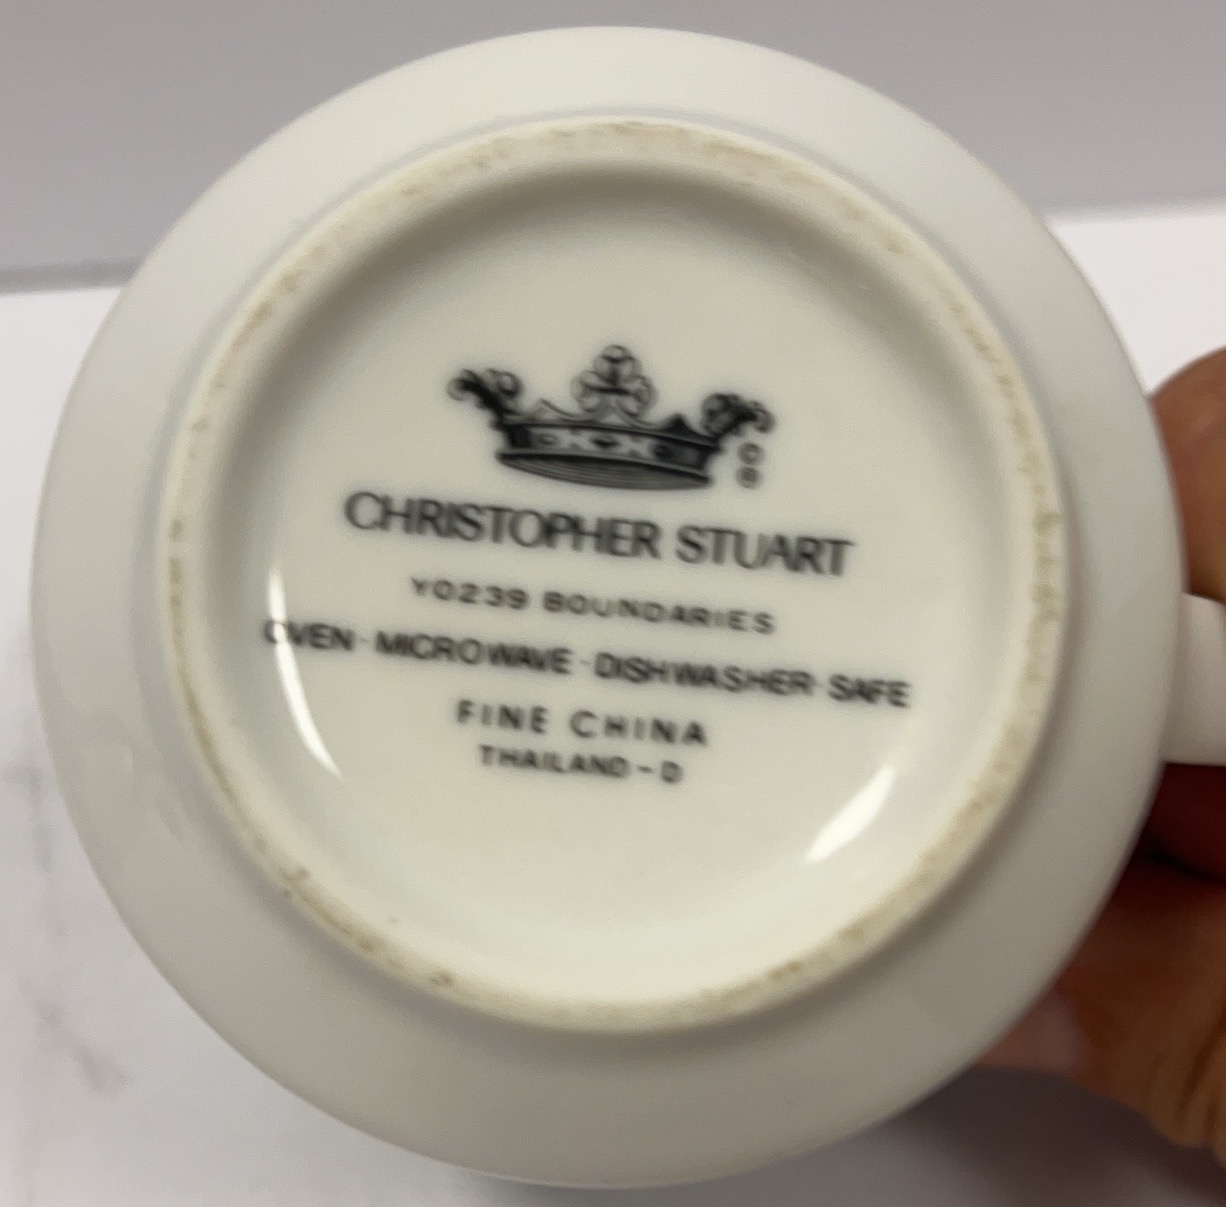 CHRISTOPHER STUART
Y0239 BOUNDARIES
OVEN · MICROWAVE · DISHWASHER · SAFE
FINE CHINA
THAILAND - D